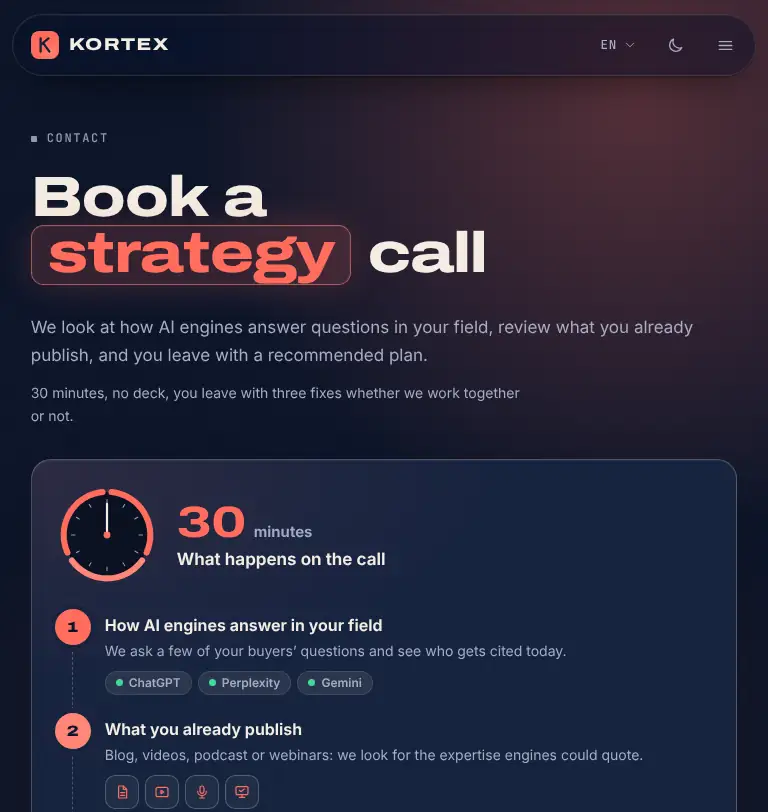 K KORTEX
EN
CONTACT
Book a
strategy call
We look at how AI engines answer questions in your field, review what you already
publish, and you leave with a recommended plan.
30 minutes, no deck, you leave with three fixes whether we work together
or not.
30 minutes
What happens on the call
1 How AI engines answer in your field
We ask a few of your buyers’ questions and see who gets cited today.
ChatGPT Perplexity Gemini
2 What you already publish
Blog, videos, podcast or webinars: we look for the expertise engines could quote.